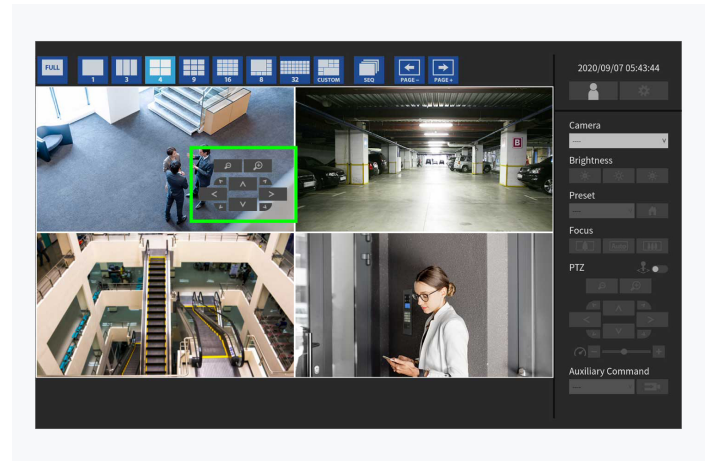 FULL
1
3
4
9
16
8
32
CUSTOM
SEQ
PAGE -
PAGE +
2020/09/07 05:43:44
B
Camera
---- v
Brightness
Preset
----
Focus
Auto
PTZ
Auxiliary Command
----